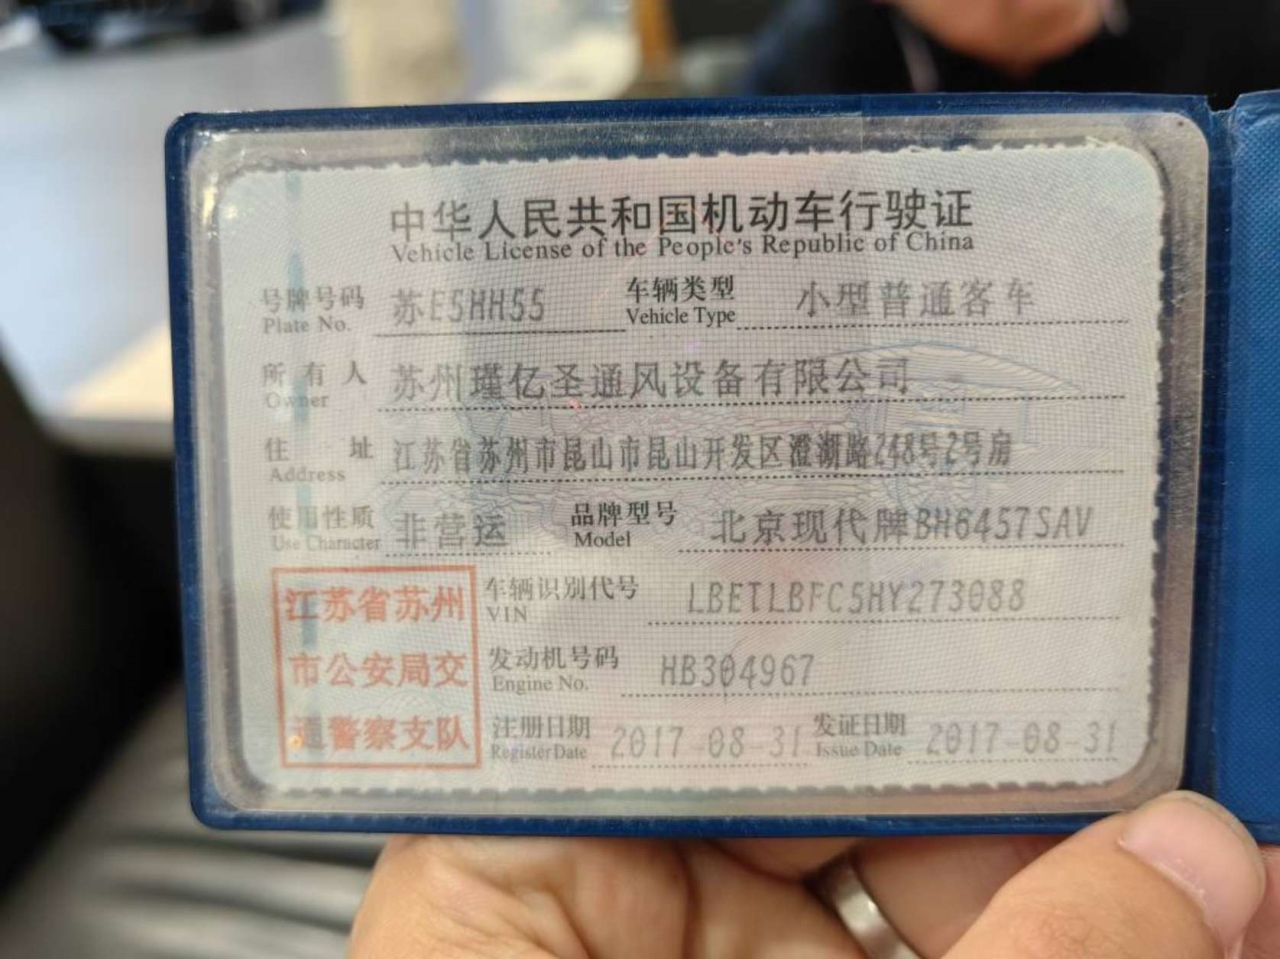 中华人民共和国机动车行驶证
Vehicle License of the People's Republic of China
号牌号码 苏E5HH55 车辆类型 小型普通客车
Plate No. Vehicle Type
所有人 苏州瑾亿圣通风设备有限公司
Owner
住址 江苏省苏州市昆山市昆山开发区澄湖路248号2号房
Address
使用性质 非营运 品牌型号 北京现代牌BH6457SAV
Use Character Model
江苏省苏州
市公安局交
通警察支队
车辆识别代号 LBETLBFC5HY273088
VIN
发动机号码 HB304967
Engine No.
注册日期 2017-08-31 发证日期 2017-08-31
Register Date Issue Date